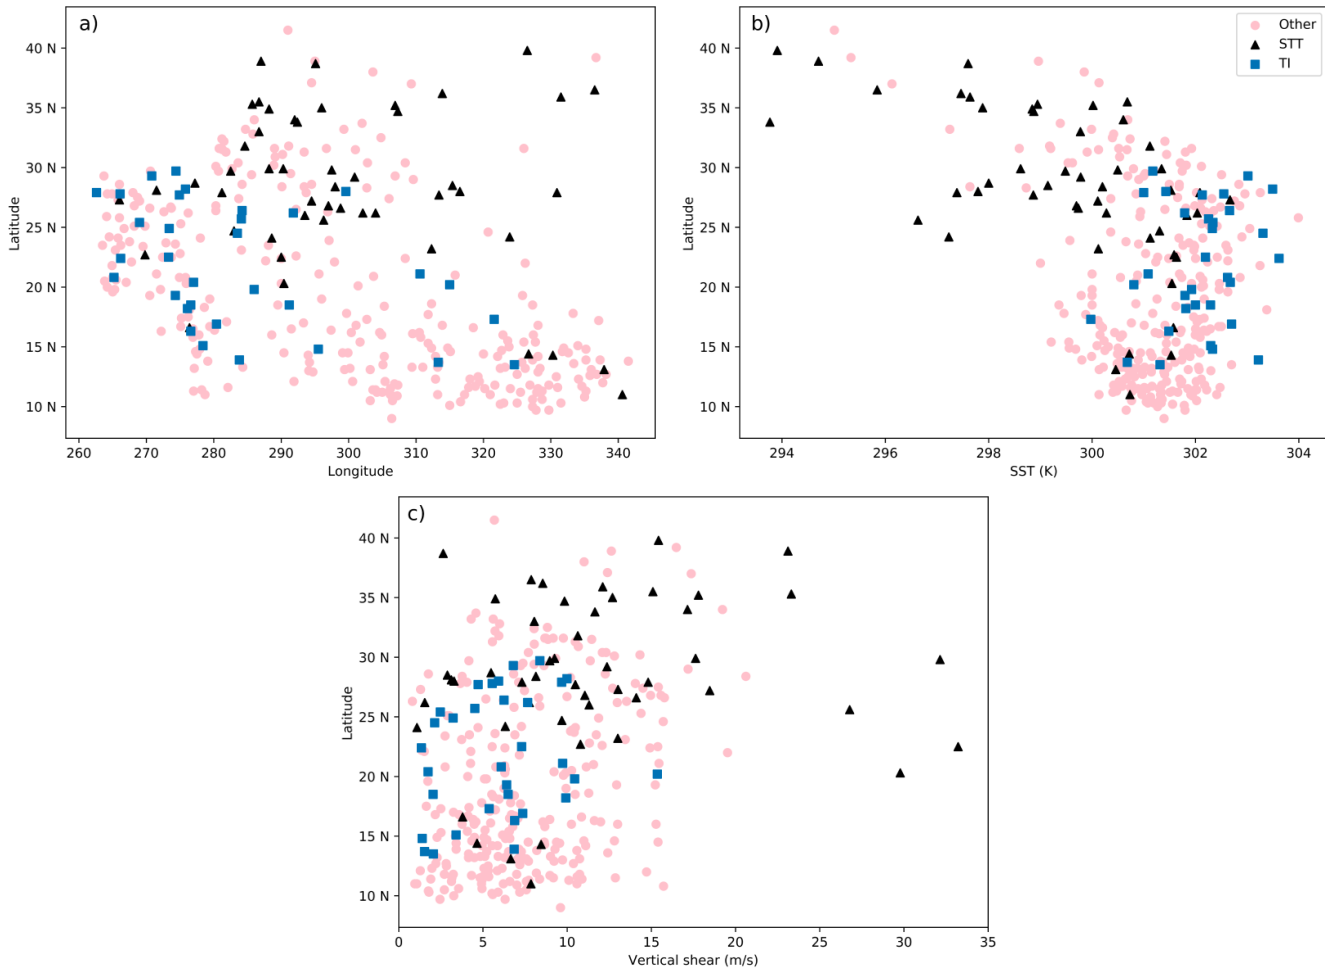 a)
40 N
35 N
30 N
25 N
20 N
15 N
10 N
Latitude
260 270 280 290 300 310 320 330 340
Longitude
b)
Other
STT
TI
40 N
35 N
30 N
25 N
20 N
15 N
10 N
Latitude
294 296 298 300 302 304
SST (K)
c)
40 N
35 N
30 N
25 N
20 N
15 N
10 N
Latitude
0 5 10 15 20 25 30 35
Vertical shear (m/s)